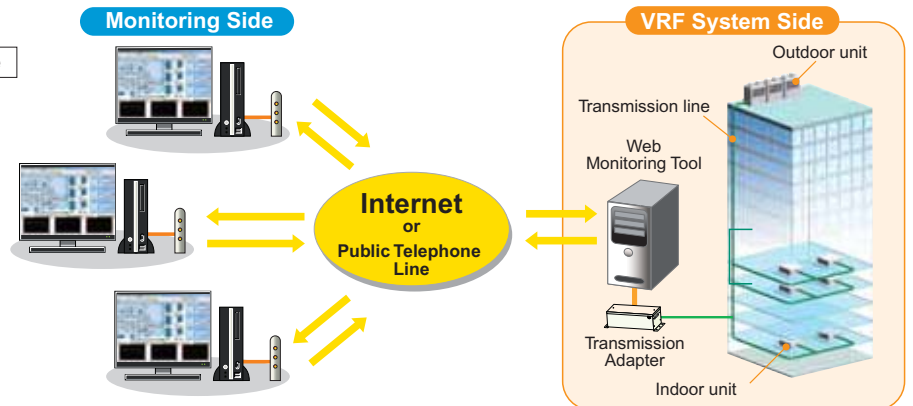 Monitoring Side
VRF System Side
Outdoor unit
Transmission line
Web
Monitoring Tool
Internet
or
Public Telephone
Line
Transmission
Adapter
Indoor unit